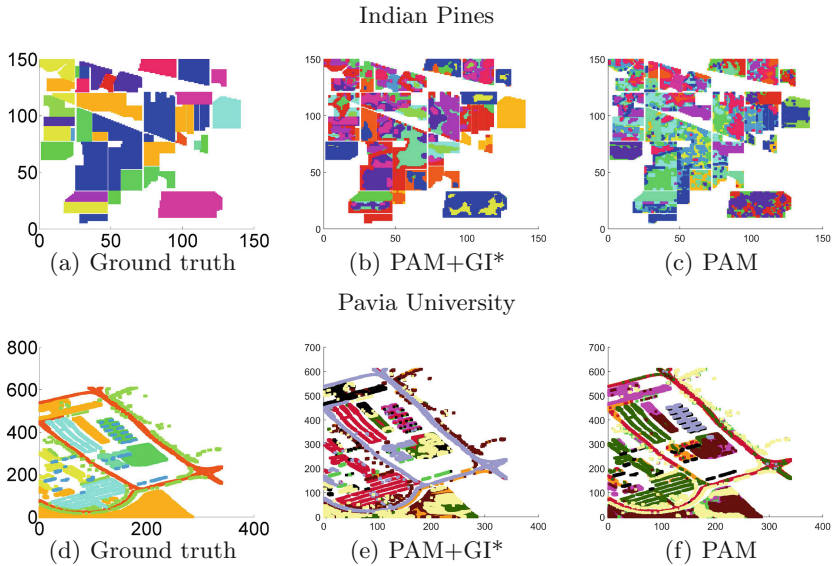 Indian Pines
150
100
50
0
0 50 100 150
(a) Ground truth
150
100
50
0
0 50 100 150
(b) PAM+GI*
150
100
50
0
0 50 100 150
(c) PAM
Pavia University
800
600
400
200
0
0 200 400
(d) Ground truth
700
600
500
400
300
200
100
0
0 100 200 300 400
(e) PAM+GI*
700
600
500
400
300
200
100
0
0 100 200 300 400
(f) PAM